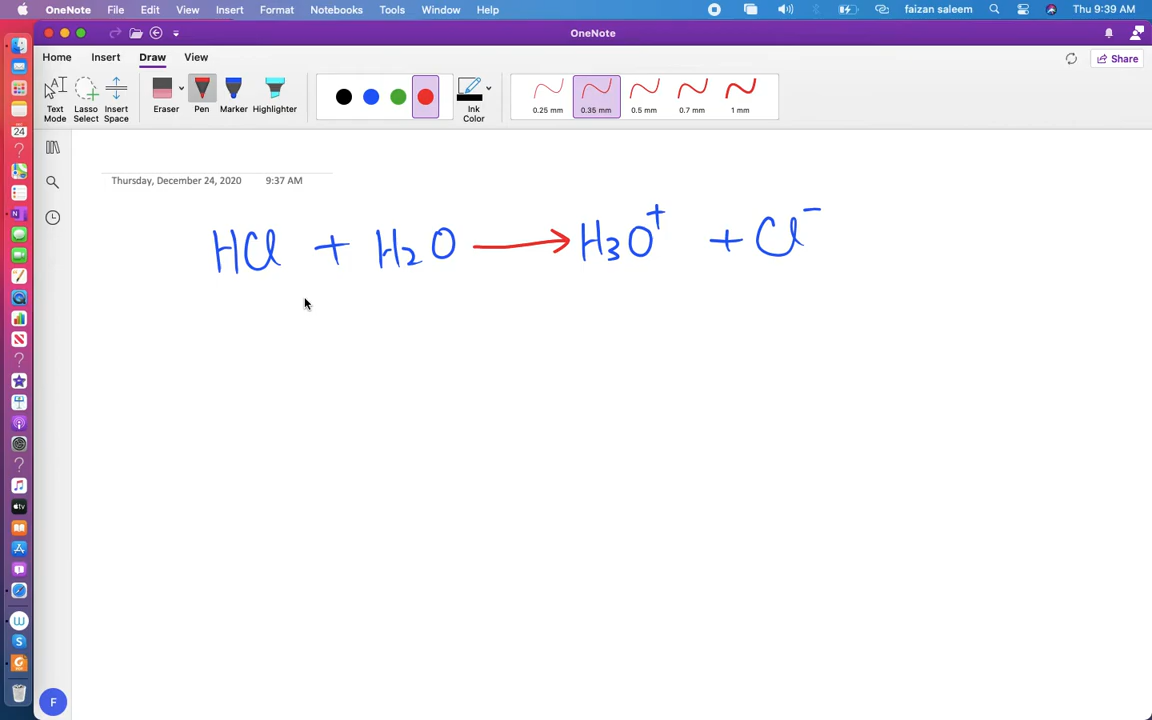 OneNote File Edit View Insert Format Notebooks Tools Window Help faizan saleem Thu 9:39 AM
OneNote
Home Insert Draw View Share
Text Mode Lasso Select Insert Space Eraser Pen Marker Highlighter Ink Color 0.25 mm 0.35 mm 0.5 mm 0.7 mm 1 mm
24
Thursday, December 24, 2020 9:37 AM
HCl + H₂O → H₃O⁺ + Cl⁻
F